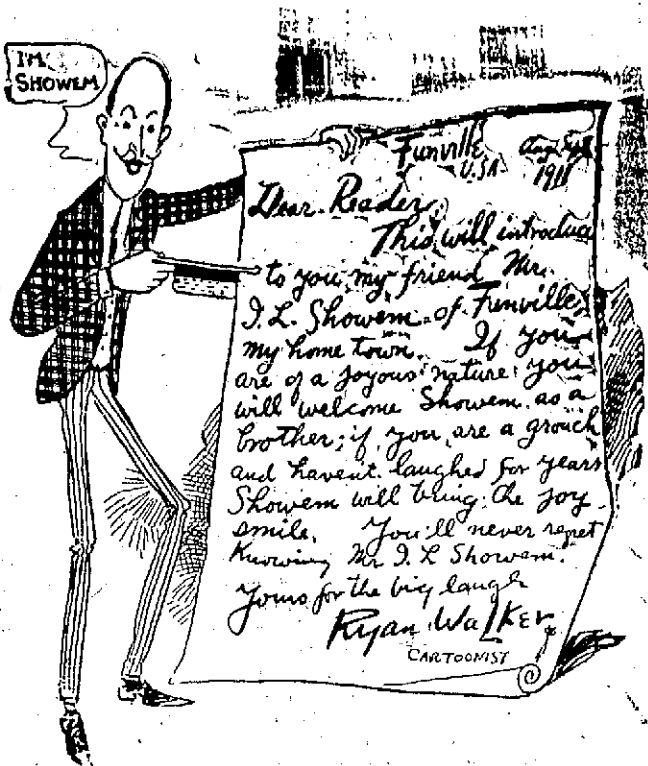 I'M
SHOWEM
Funville
U.S.A.
1911
Dear Reader,
This will introduce
to you my friend Mr.
I. L. Showem of Funville,
my home town. If you
are of a joyous nature you
will welcome Showem as a
brother; if you are a grouch
and havent laughed for years
Showem will bring the joy
smile. You'll never regret
Knowing Mr I. L Showem.
Yours for the big laugh
Ryan Walker
CARTOONIST